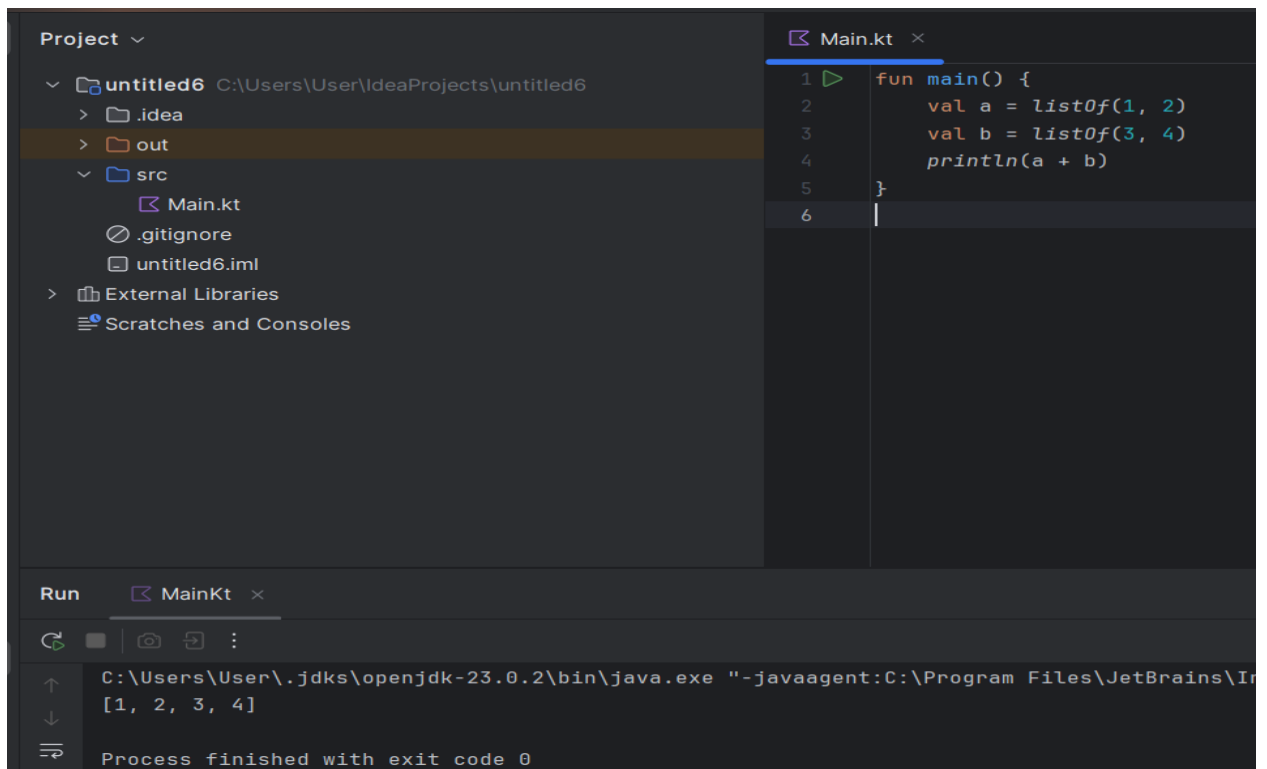 Project
untitled6 C:\Users\User\IdeaProjects\untitled6
.idea
out
src
Main.kt
.gitignore
untitled6.iml
External Libraries
Scratches and Consoles
Main.kt
1 fun main() {
2     val a = listOf(1, 2)
3     val b = listOf(3, 4)
4     println(a + b)
5 }
6
Run MainKt
C:\Users\User\.jdks\openjdk-23.0.2\bin\java.exe "-javaagent:C:\Program Files\JetBrains\
[1, 2, 3, 4]
Process finished with exit code 0